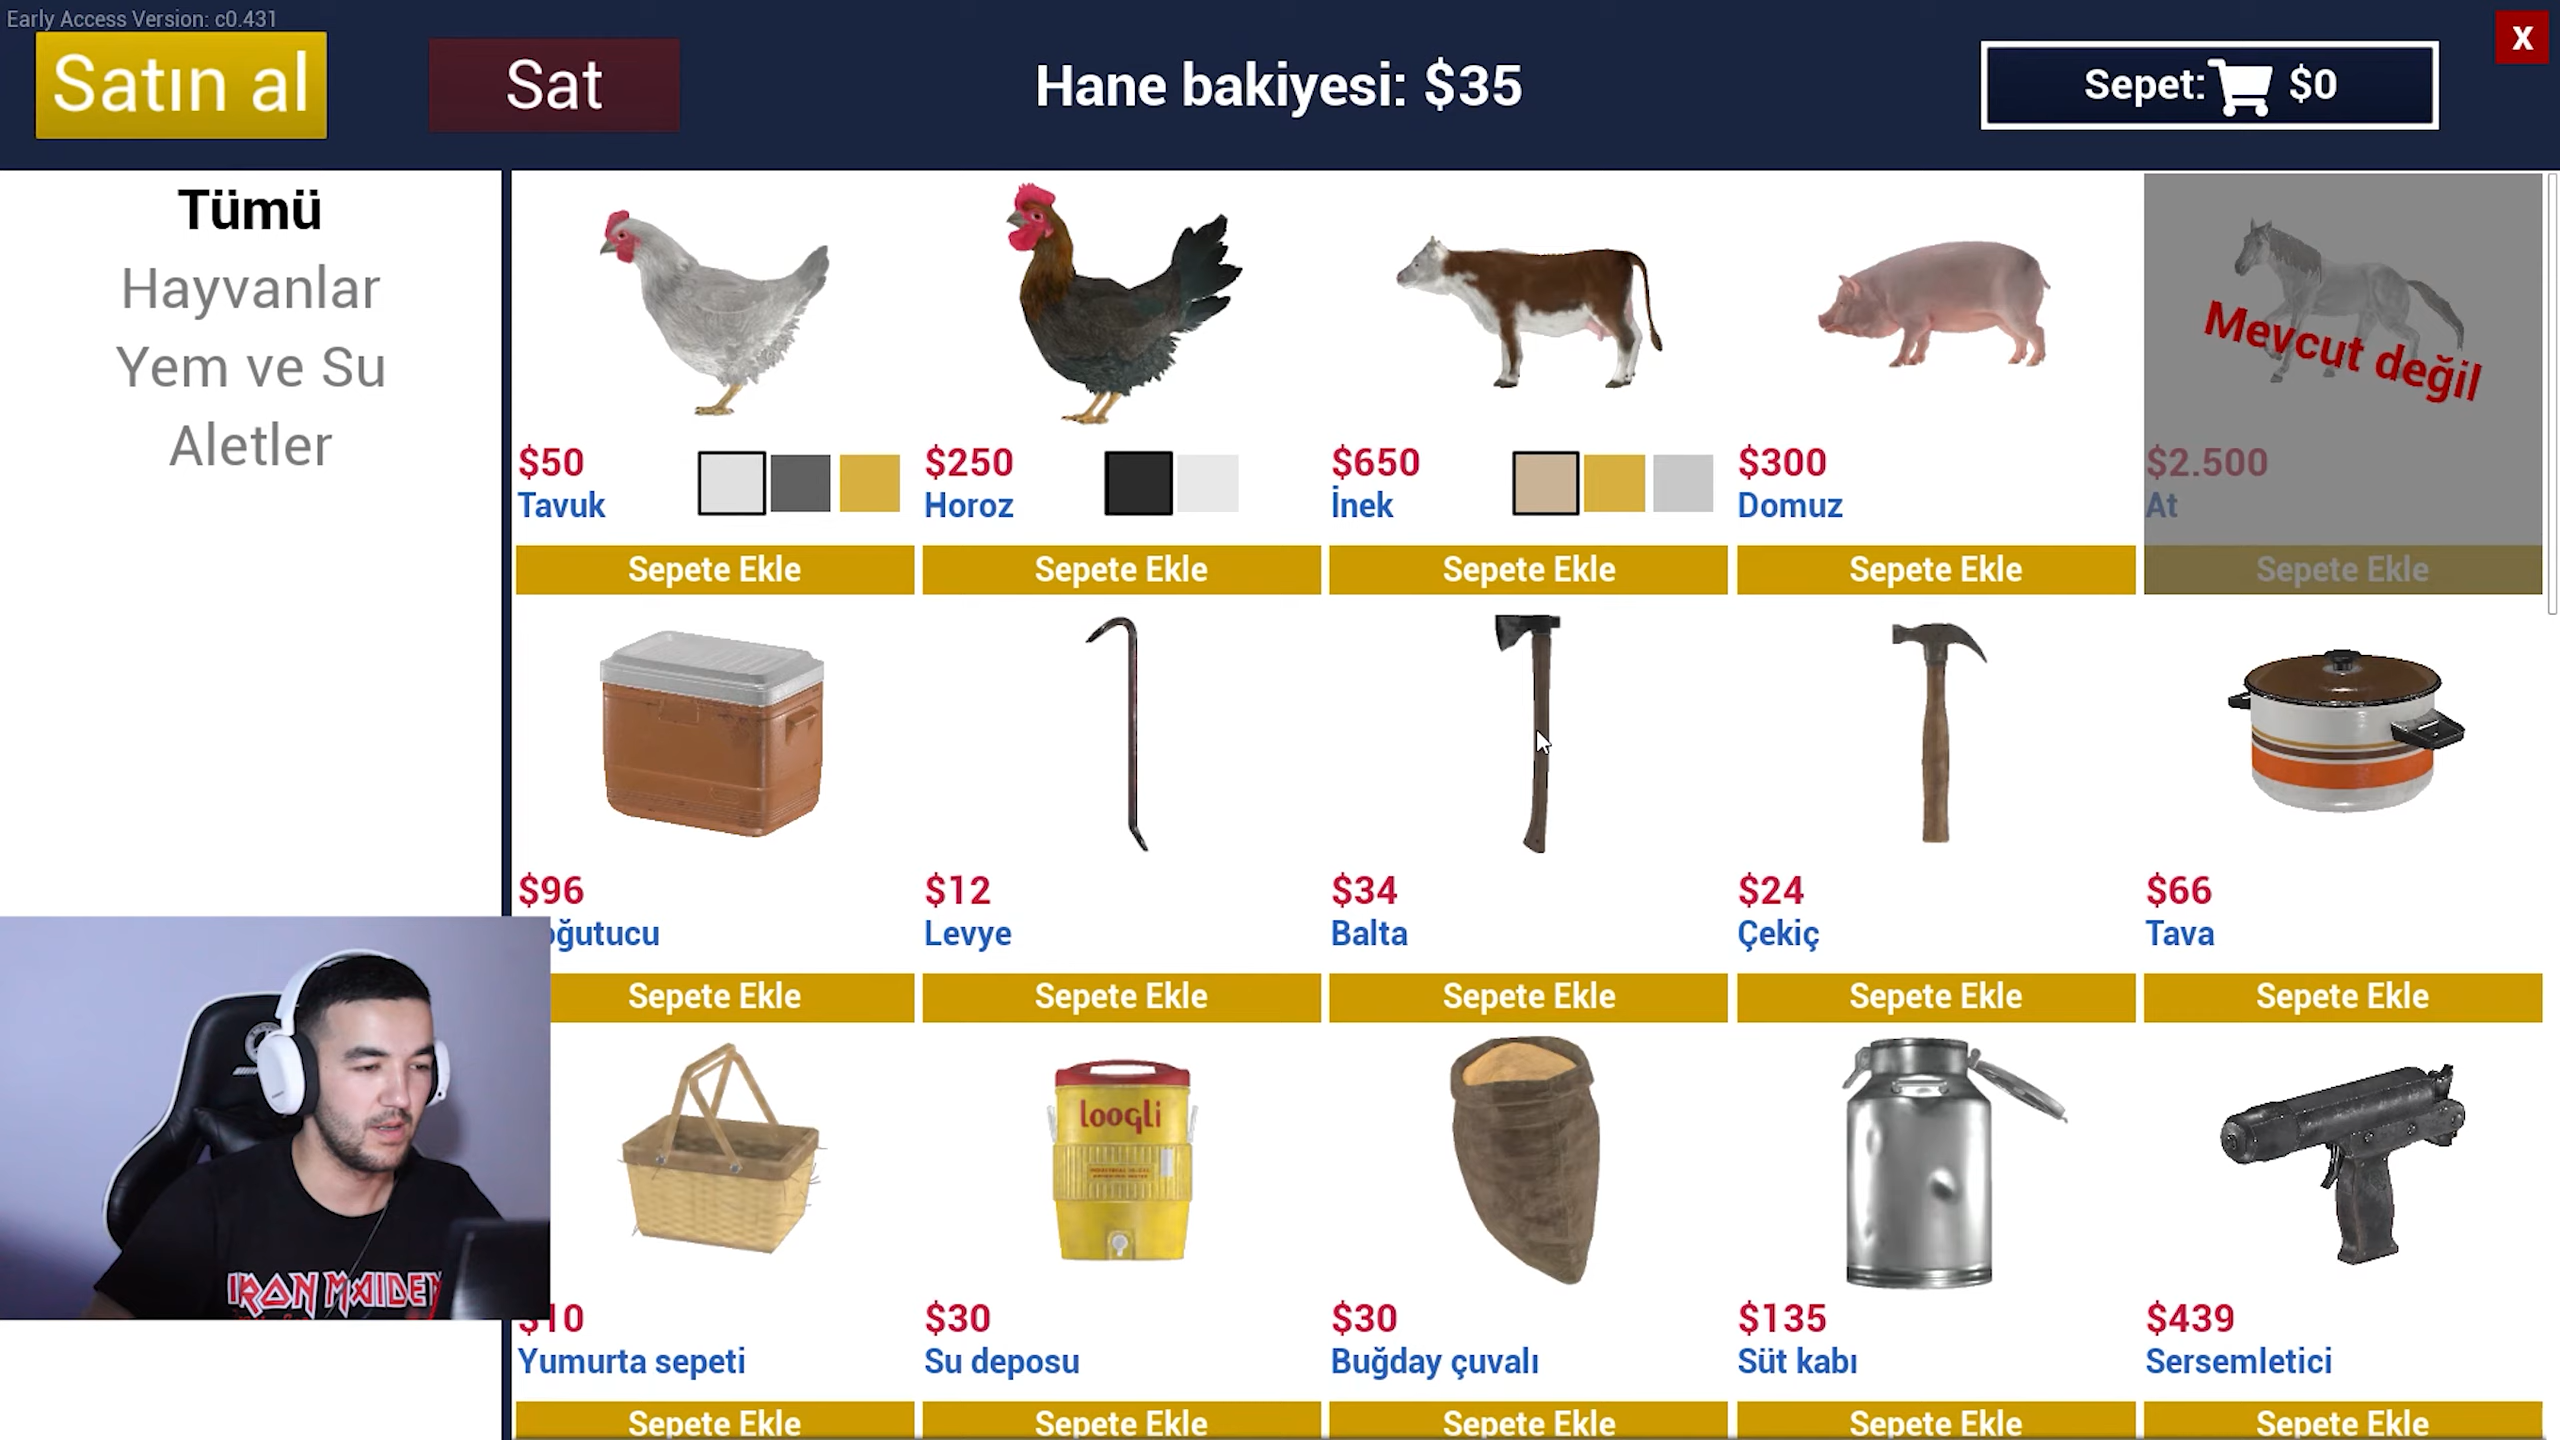 Early Access Version: c0.431
Satın al
Sat
Hane bakiyesi: $35
Sepet: $0
X
Tümü
Hayvanlar
Yem ve Su
Aletler
Mevcut değil
$50
Tavuk
$250
Horoz
$650
İnek
$300
Domuz
$2.500
At
Sepete Ekle
Sepete Ekle
Sepete Ekle
Sepete Ekle
Sepete Ekle
$96
oğutucu
$12
Levye
$34
Balta
$24
Çekiç
$66
Tava
Sepete Ekle
Sepete Ekle
Sepete Ekle
Sepete Ekle
Sepete Ekle
looqli
IRON MAIDEN
$10
Yumurta sepeti
$30
Su deposu
$30
Buğday çuvalı
$135
Süt kabı
$439
Sersemletici
Sepete Ekle
Sepete Ekle
Sepete Ekle
Sepete Ekle
Sepete Ekle